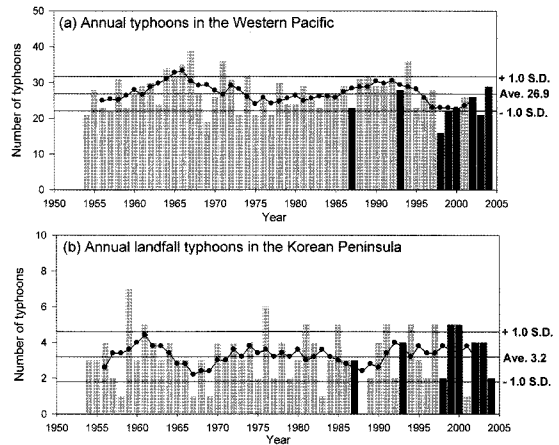 (a) Annual typhoons in the Western Pacific
Number of typhoons
50
40
30
20
10
0
+ 1.0 S.D.
Ave. 26.9
- 1.0 S.D.
1950 1955 1960 1965 1970 1975 1980 1985 1990 1995 2000 2005
Year
(b) Annual landfall typhoons in the Korean Peninsula
Number of typhoons
10
8
6
4
2
0
+ 1.0 S.D.
Ave. 3.2
- 1.0 S.D.
1950 1955 1960 1965 1970 1975 1980 1985 1990 1995 2000 2005
Year